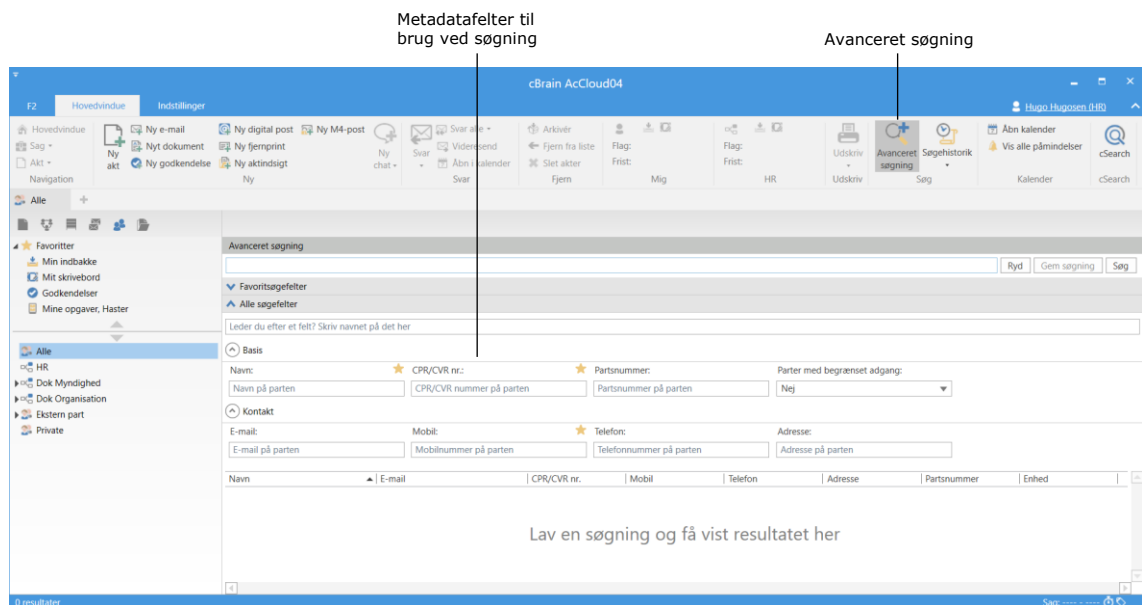 Metadatafelter til
brug ved søgning
Avanceret søgning
cBrain AcCloud04
F2 Hovedvindue Indstillinger Hugo Hugosen (HR)
Hovedvindue Ny e-mail Ny digital post Ny M4-post Svar alle Arkivér Udskriv Åbn kalender
Sag Nyt dokument Ny fjernprint Videresend Fjern fra liste Flag: Flag: Avanceret søgning Søgehistorik Vis alle påmindelser cSearch
Akt Ny akt Ny godkendelse Ny aktindsigt Ny chat Svar Åbn i kalender Slet akter Frist: Frist:
Navigation Ny Svar Fjern Mig HR Udskriv Søg Kalender cSearch
Alle +
Favoritter Avanceret søgning
Min indbakke Ryd Gem søgning Søg
Mit skrivebord
Godkendelser Favoritsøgefelter
Mine opgaver, Haster Alle søgefelter
Leder du efter et felt? Skriv navnet på det her
Alle Basis
HR Navn: CPR/CVR nr.: Partsnummer: Parter med begrænset adgang:
Dok Myndighed Navn på parten CPR/CVR nummer på parten Partsnummer på parten Nej
Dok Organisation
Ekstern part Kontakt
Private E-mail: Mobil: Telefon: Adresse:
E-mail på parten Mobilnummer på parten Telefonnummer på parten Adresse på parten
Navn E-mail CPR/CVR nr. Mobil Telefon Adresse Partsnummer Enhed
Lav en søgning og få vist resultatet her
0 resultater Sag: ---- - ----